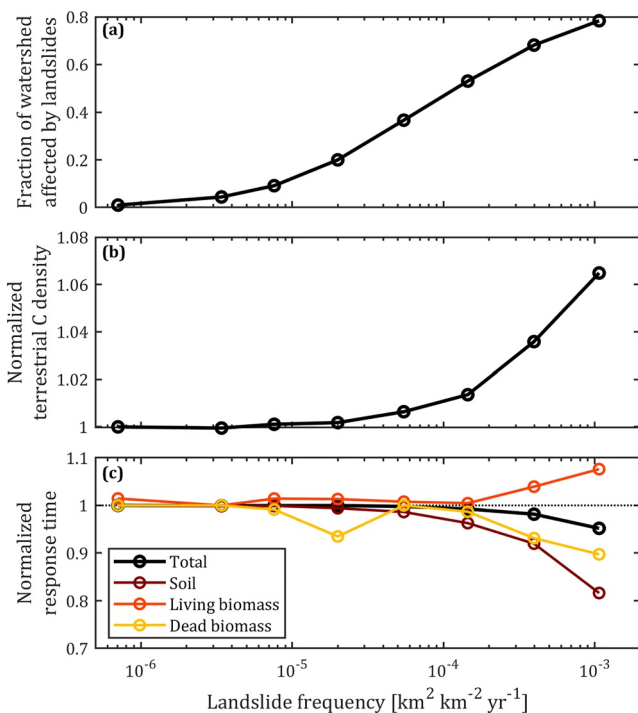 (a)
Fraction of watershed
affected by landslides
0.8
0.6
0.4
0.2
0
(b)
Normalized
terrestrial C density
1.08
1.06
1.04
1.02
1
(c)
Normalized
response time
1.1
1
0.9
0.8
0.7
Total
Soil
Living biomass
Dead biomass
10⁻⁶ 10⁻⁵ 10⁻⁴ 10⁻³
Landslide frequency [km² km⁻² yr⁻¹]